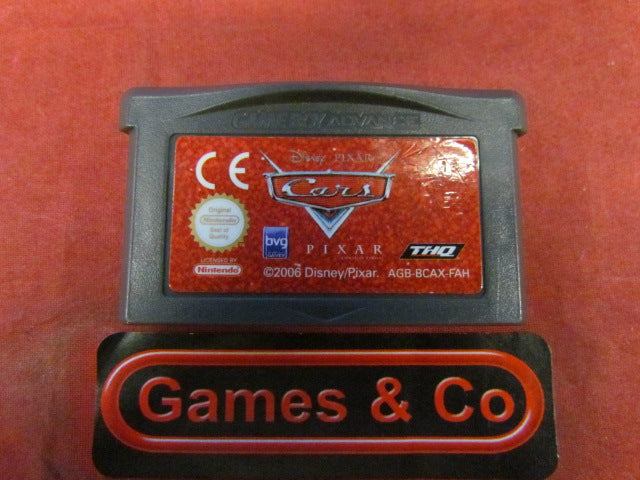 GAME BOY ADVANCE
Disney PIXAR
CE
Cars
Original
Nintendo
Seal of
Quality
bvg
GAMES
PIXAR
THQ
LICENSED BY
Nintendo
©2006 Disney/Pixar. AGB-BCAX-FAH
Games & Co